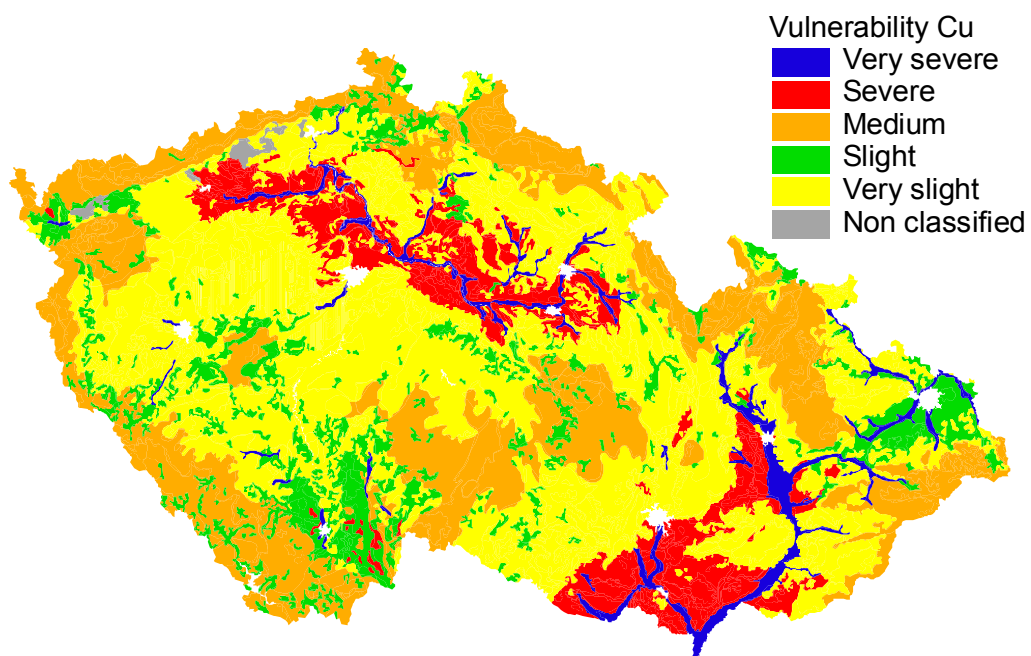 Vulnerability Cu
Very severe
Severe
Medium
Slight
Very slight
Non classified